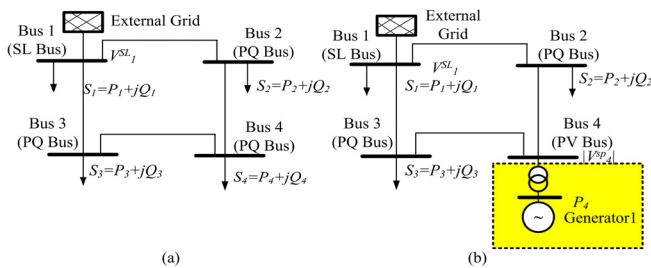 External Grid
Bus 1
(SL Bus)
V^SL_1
Bus 2
(PQ Bus)
S2=P2+jQ2
S1=P1+jQ1
Bus 3
(PQ Bus)
Bus 4
(PQ Bus)
S3=P3+jQ3
S4=P4+jQ4
(a)
External
Grid
Bus 1
(SL Bus)
V^SL_1
Bus 2
(PQ Bus)
S2=P2+jQ2
S1=P1+jQ1
Bus 3
(PQ Bus)
Bus 4
(PV Bus)
|V^sp_4|
S3=P3+jQ3
P4
~
Generator1
(b)